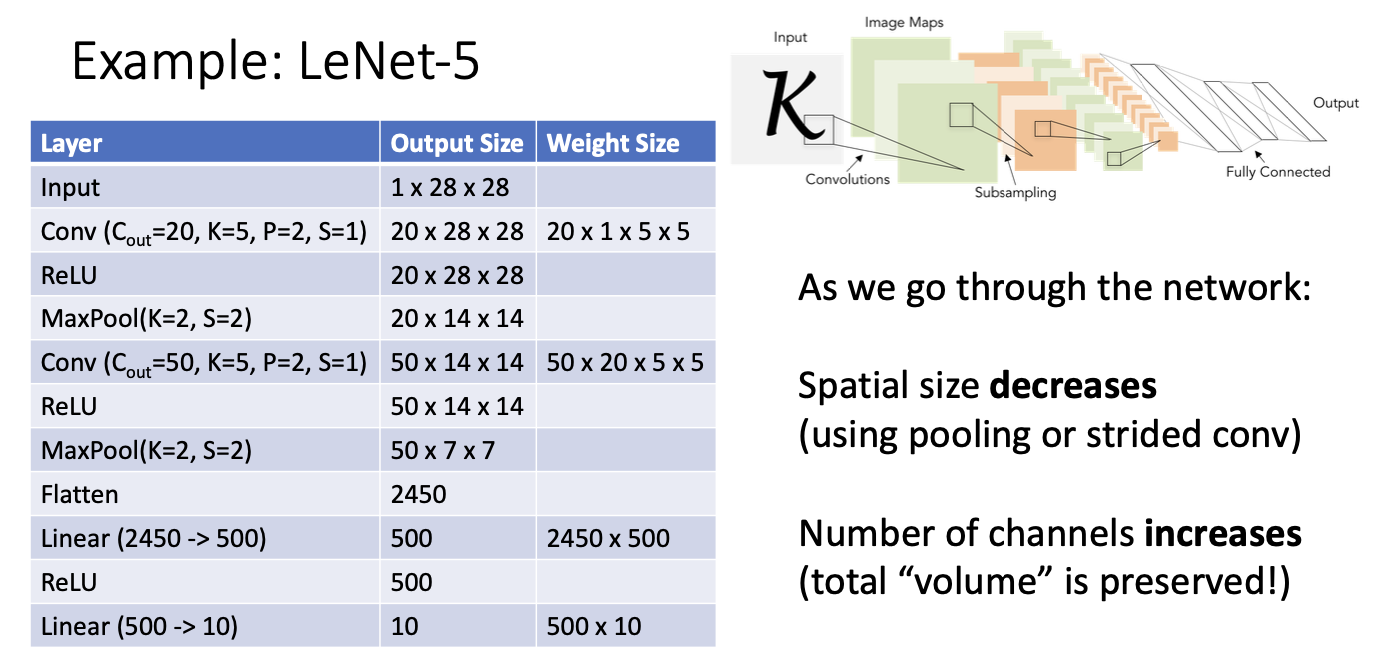 Example: LeNet-5
Layer Output Size Weight Size
Input 1 x 28 x 28
Conv (Cout=20, K=5, P=2, S=1) 20 x 28 x 28 20 x 1 x 5 x 5
ReLU 20 x 28 x 28
MaxPool(K=2, S=2) 20 x 14 x 14
Conv (Cout=50, K=5, P=2, S=1) 50 x 14 x 14 50 x 20 x 5 x 5
ReLU 50 x 14 x 14
MaxPool(K=2, S=2) 50 x 7 x 7
Flatten 2450
Linear (2450 -> 500) 500 2450 x 500
ReLU 500
Linear (500 -> 10) 10 500 x 10
Image Maps
Input
K
Output
Convolutions
Subsampling
Fully Connected
As we go through the network:
Spatial size decreases
(using pooling or strided conv)
Number of channels increases
(total “volume” is preserved!)